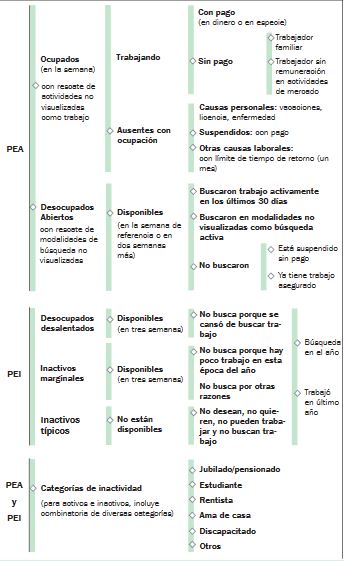 PEA
Ocupados
(en la semana)
con rescate de
actividades no
visualizadas
como trabajo
Trabajando
Con pago
(en dinero o en especie)
Sin pago
Trabajador
familiar
Trabajador sin
remuneración
en actividades
de mercado
Ausentes con
ocupación
Causas personales: vacaciones,
licencia, enfermedad
Suspendidos: con pago
Otras causas laborales:
con límite de tiempo de retorno (un
mes)
Desocupados
Abiertos
con rescate de
modalidades de
búsqueda no
visualizadas
Disponibles
(en la semana de
referencia o en
dos semanas
más)
Buscaron trabajo activamente
en los últimos 30 días
Buscaron en modalidades no
visualizadas como búsqueda
activa
No buscaron
Está suspendido
sin pago
Ya tiene trabajo
asegurado
PEI
Desocupados
desalentados
Disponibles
(en tres semanas)
No busca porque se
cansó de buscar tra-
bajo
Inactivos
marginales
Disponibles
(en tres semanas)
No busca porque hay
poco trabajo en esta
época del año
No busca por otras
razones
Inactivos
típicos
No están
disponibles
No desean, no quie-
ren, no pueden traba-
jar y no buscan tra-
bajo
Búsqueda
en el año
Trabajó
en último
año
PEA
y
PEI
Categorías de inactividad
(para activos e inactivos, incluye
combinatoria de diversas categorías)
Jubilado/pensionado
Estudiante
Rentista
Ama de casa
Discapacitado
Otros